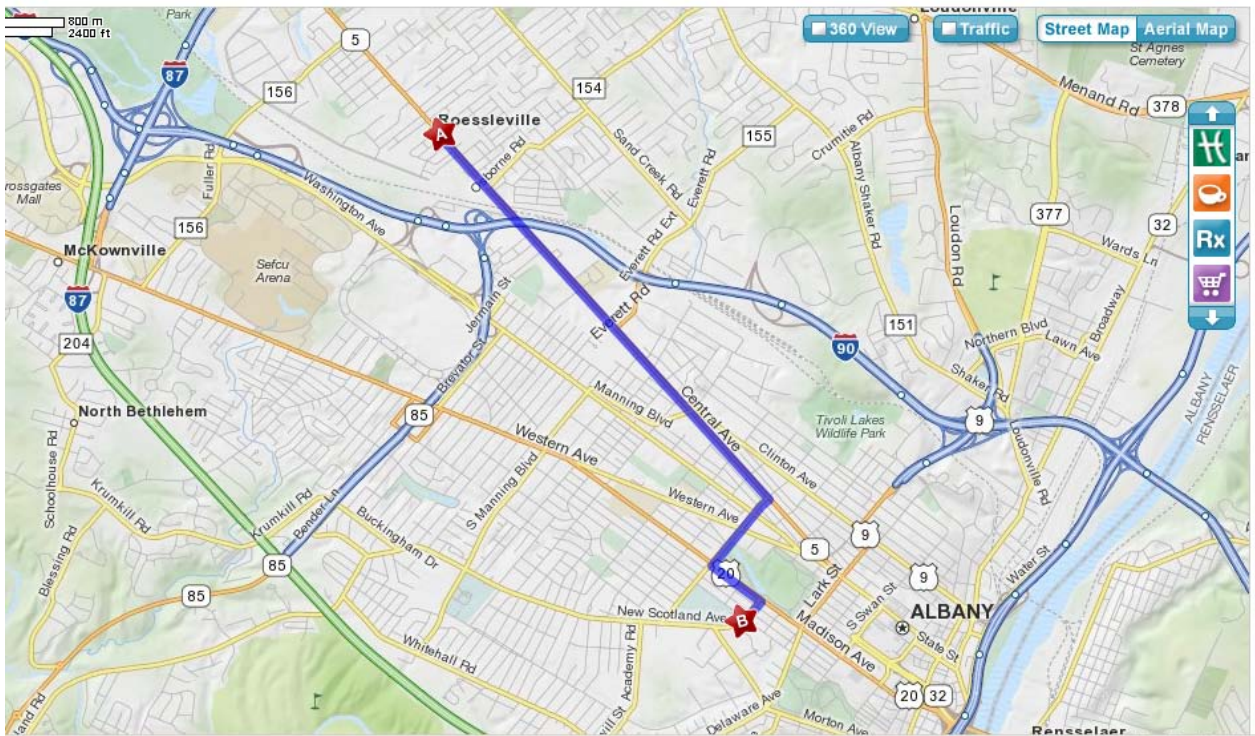 800 m
2400 ft
Park
5
Loudonville
360 View
Traffic
Street Map
Aerial Map
St Agnes
Cemetery
87
156
154
Menand Rd
378
A
Roessleville
155
Crumitie Rd
Fuller Rd
Osborne Rd
Sand Creek Rd
Everett Rd
Albany Shaker Rd
Rx
Crossgates
Mall
Washington Ave
156
377
32
Loudon Rd
Wards Ln
McKownville
Sefcu
Arena
Everett Rd Ext
87
Jermain St
Everett Rd
151
Northern Blvd
Broadway
Lawn Ave
204
90
Brevator St
Shaker Rd
ALBANY
RENSSELAER
North Bethlehem
85
Manning Blvd
Central Ave
Tivoli Lakes
Wildlife Park
9
Loudonville Rd
Schoolhouse Rd
Western Ave
Clinton Ave
Krumkill Rd
Krumkill Rd
Bender Ln
S Manning Blvd
Western Ave
Buckingham Dr
5
9
Blessing Rd
85
20
9
Water St
85
Lark St
S Swan St
New Scotland Ave
B
ALBANY
State St
Whitehall Rd
Academy Rd
Madison Ave
20
32
Delaware Ave
Morton Ave
Rensselaer